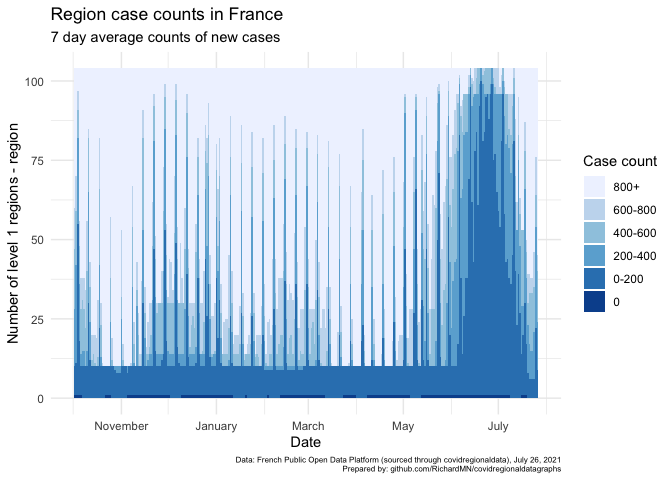 Region case counts in France
7 day average counts of new cases
Number of level 1 regions - region
100
75
50
25
0
November
January
March
May
July
Date
Case count
800+
600-800
400-600
200-400
0-200
0
Data: French Public Open Data Platform (sourced through covidregionaldata), July 26, 2021
Prepared by: github.com/RichardMN/covidregionaldatagraphs